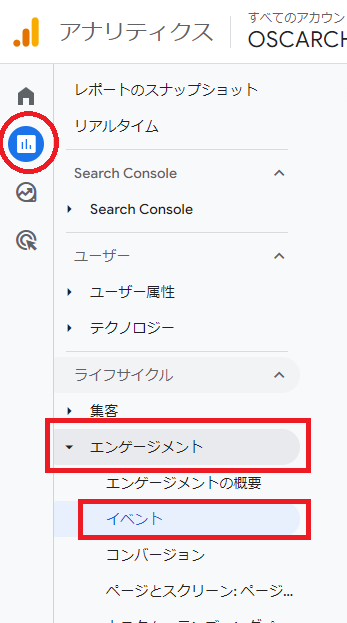 アナリティクス
すべてのアカウン
OSCARCH
レポートのスナップショット
リアルタイム
Search Console
Search Console
ユーザー
ユーザー属性
テクノロジー
ライフサイクル
集客
エンゲージメント
エンゲージメントの概要
イベント
コンバージョン
ページとスクリーン: ページ...